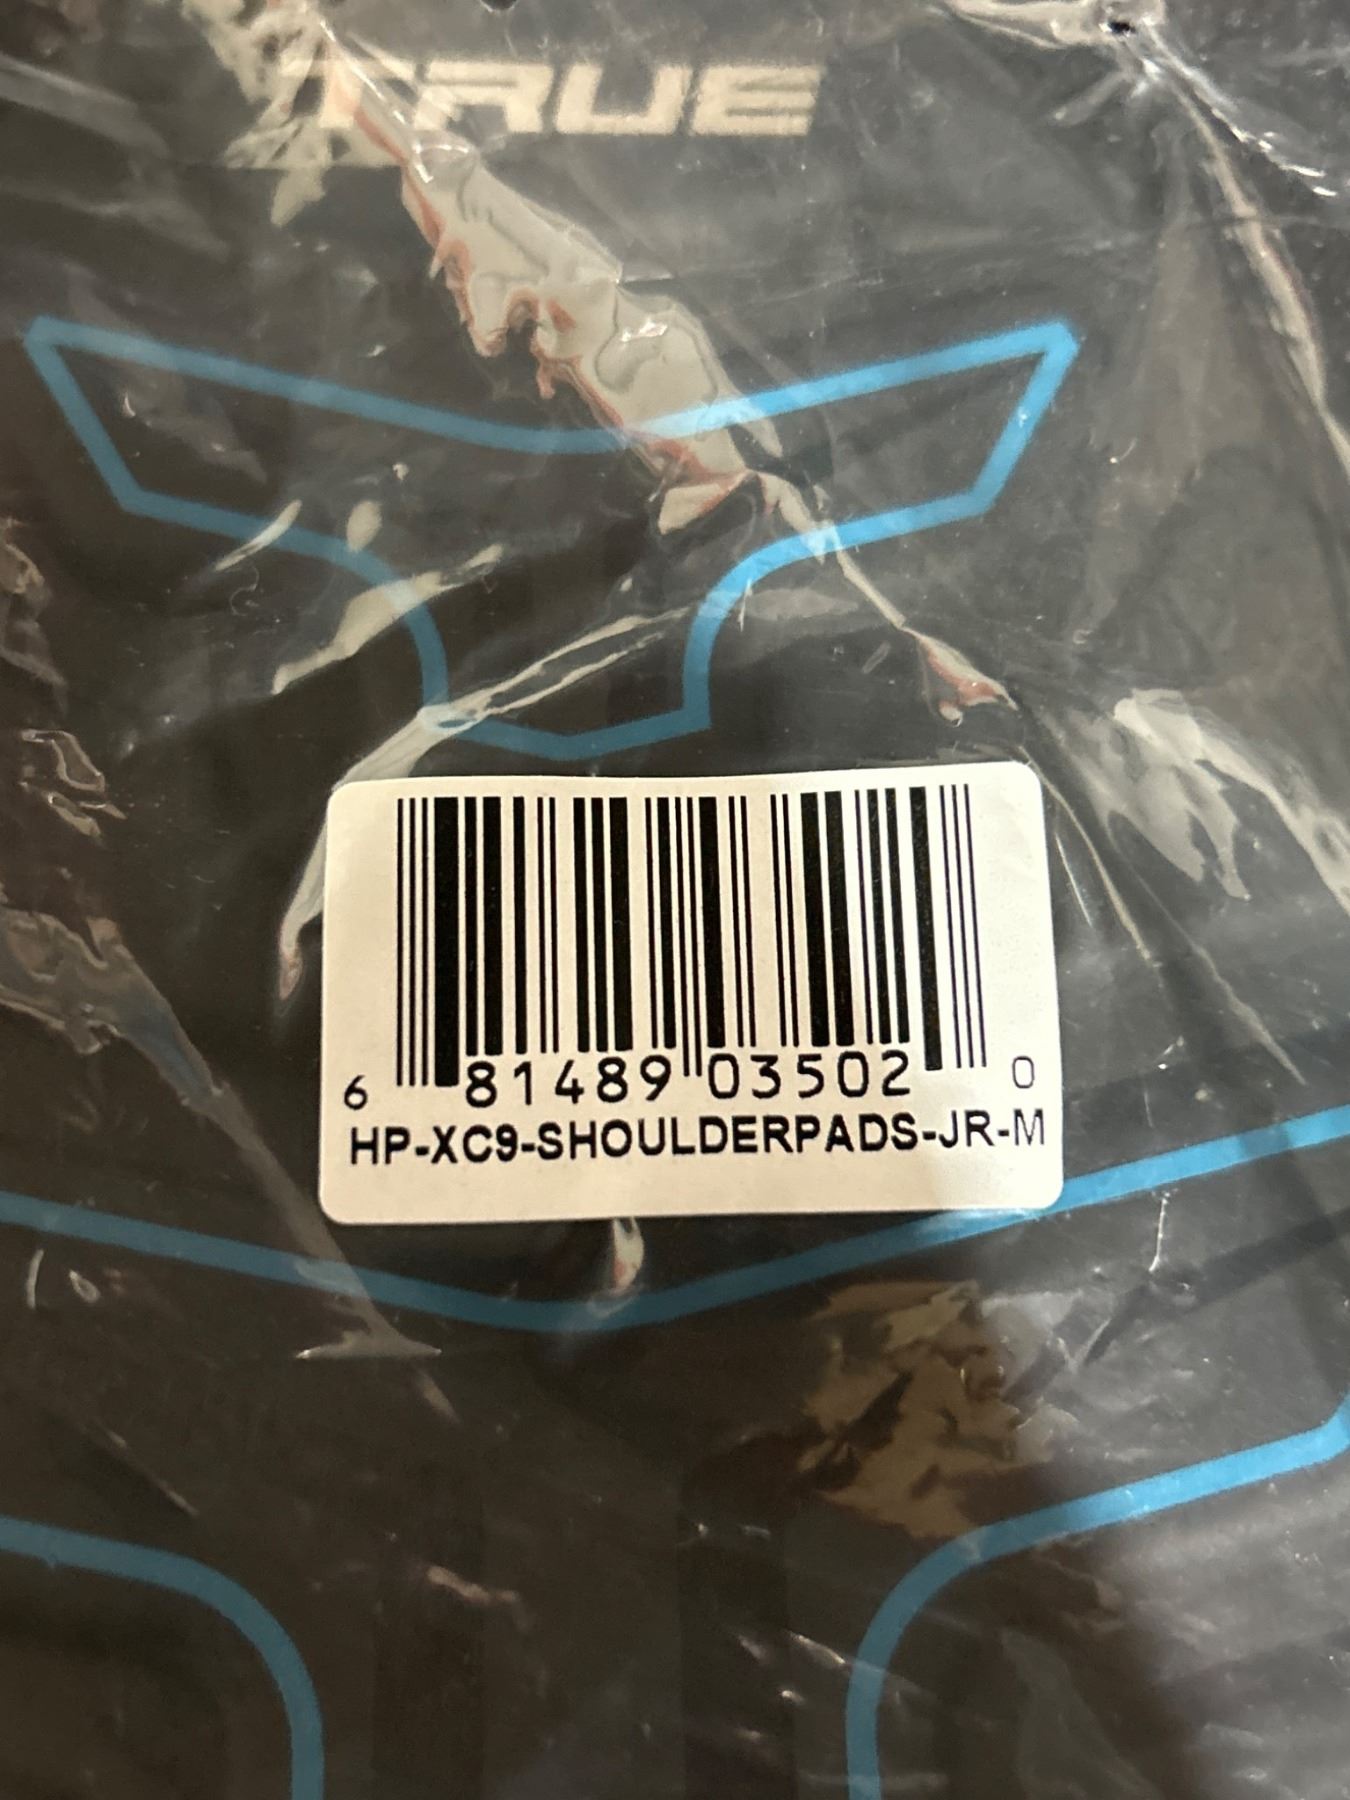 TRUE
6 81489 03502 0
HP-XC9-SHOULDERPADS-JR-M